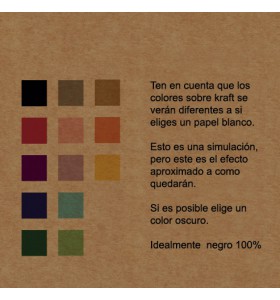 Ten en cuenta que los
colores sobre kraft se
verán diferentes a si
eliges un papel blanco.
Esto es una simulación,
pero este es el efecto
aproximado a como
quedarán.
Si es posible elige un
color oscuro.
Idealmente negro 100%